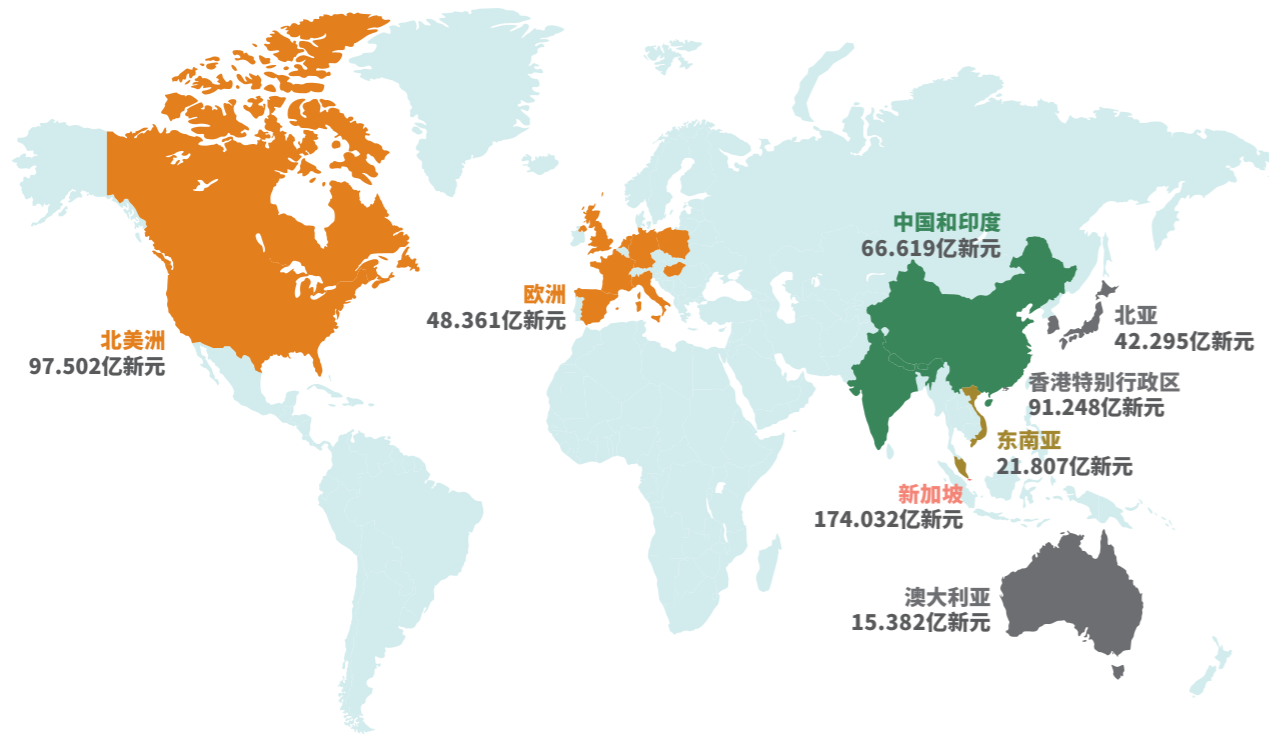 中国和印度
66.619亿新元
欧洲
48.361亿新元
北美洲
97.502亿新元
北亚
42.295亿新元
香港特别行政区
91.248亿新元
东南亚
21.807亿新元
新加坡
174.032亿新元
澳大利亚
15.382亿新元